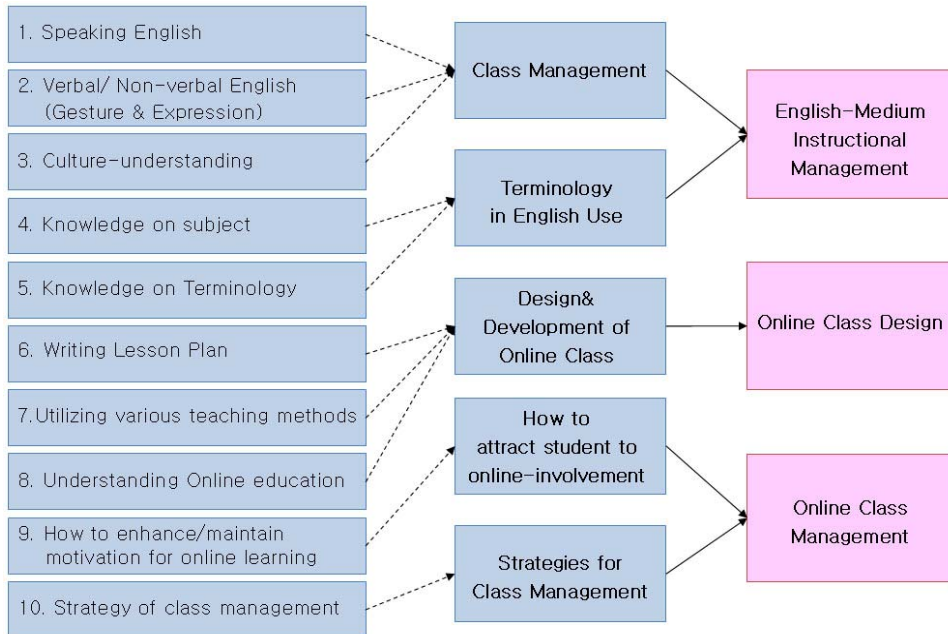 1. Speaking English
2. Verbal/ Non-verbal English
(Gesture & Expression)
3. Culture-understanding
4. Knowledge on subject
5. Knowledge on Terminology
6. Writing Lesson Plan
7.Utilizing various teaching methods
8. Understanding Online education
9. How to enhance/maintain
motivation for online learning
10. Strategy of class management
Class Management
Terminology
in English Use
Design&
Development of
Online Class
How to
attract student to
online-involvement
Strategies for
Class Management
English-Medium
Instructional
Management
Online Class Design
Online Class
Management